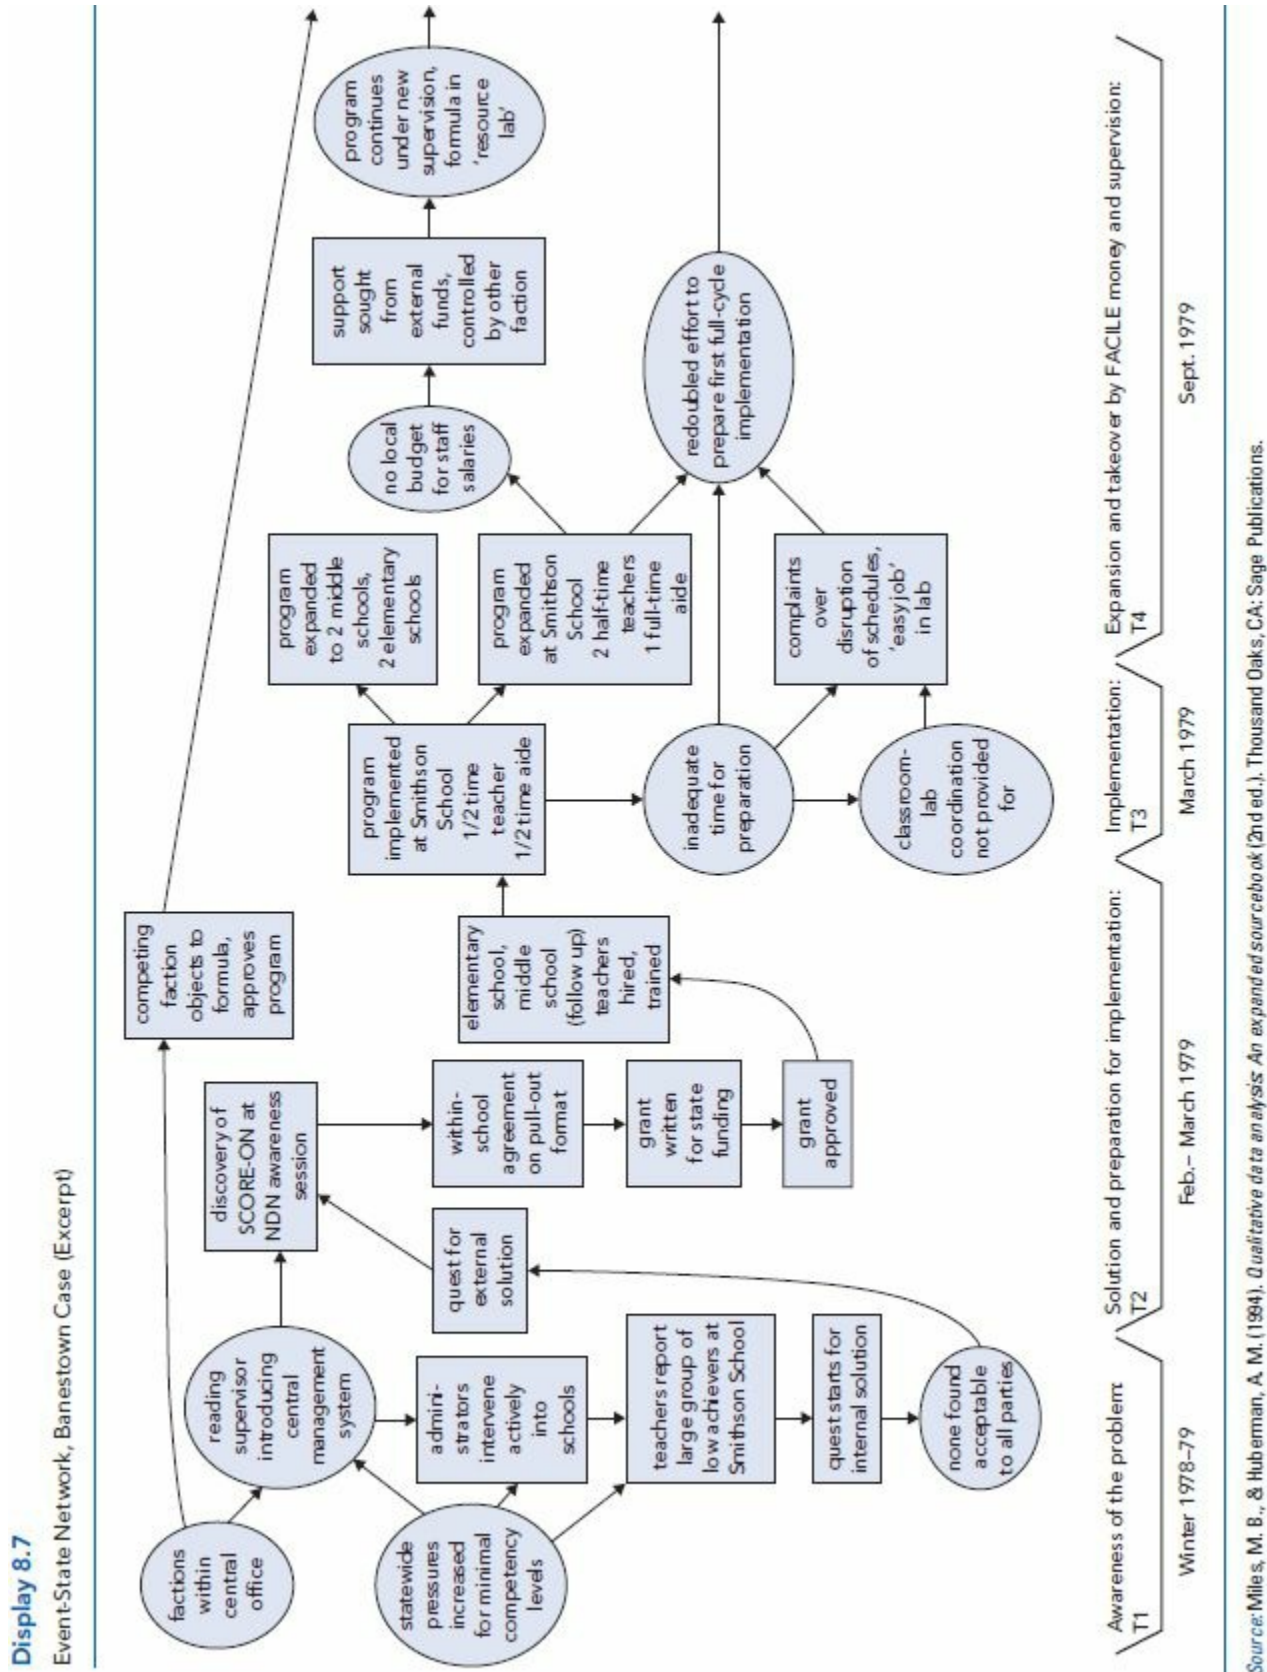 Display 8.7
Event-State Network, Banestown Case (Excerpt)
factions
within
central
office
statewide
pressures
increased
for minimal
competency
levels
reading
supervisor
introducing
central
management
system
admini-
strators
intervene
actively
into
schools
teachers report
large group of
low achievers at
Smithson School
quest starts for
internal solution
none found
acceptable
to all parties
quest for
external
solution
discovery of
SCORE-ON at
NDN awareness
session
within-
school
agreement
on pull-out
format
grant
written
for state
funding
grant
approved
competing
faction
objects to
formula,
approves
program
elementary
school,
middle
school
(follow up)
teachers
hired,
trained
program
implemented
at Smithson
School
1/2 time
teacher
1/2 time aide
inadequate
time for
preparation
classroom-
lab
coordination
not provided
for
program
expanded
to 2 middle
schools,
2 elementary
schools
program
expanded
at Smithson
School
2 half-time
teachers
1 full-time
aide
complaints
over
disruption
of schedules,
'easy job'
in lab
no local
budget
for staff
salaries
redoubled effort to
prepare first full-cycle
implementation
support
sought
from
external
funds,
controlled
by other
faction
program
continues
under new
supervision,
formula in
'resource
lab'
Awareness of the problem
T1
Winter 1978–79
Solution and preparation for implementation:
T2
Feb.– March 1979
Implementation:
T3
March 1979
Expansion and takeover by FACILE money and supervision:
T4
Sept. 1979
Source: Miles, M. B., & Huberman, A. M. (1994). Qualitative data analysis: An expanded sourcebook (2nd ed.). Thousand Oaks, CA: Sage Publications.